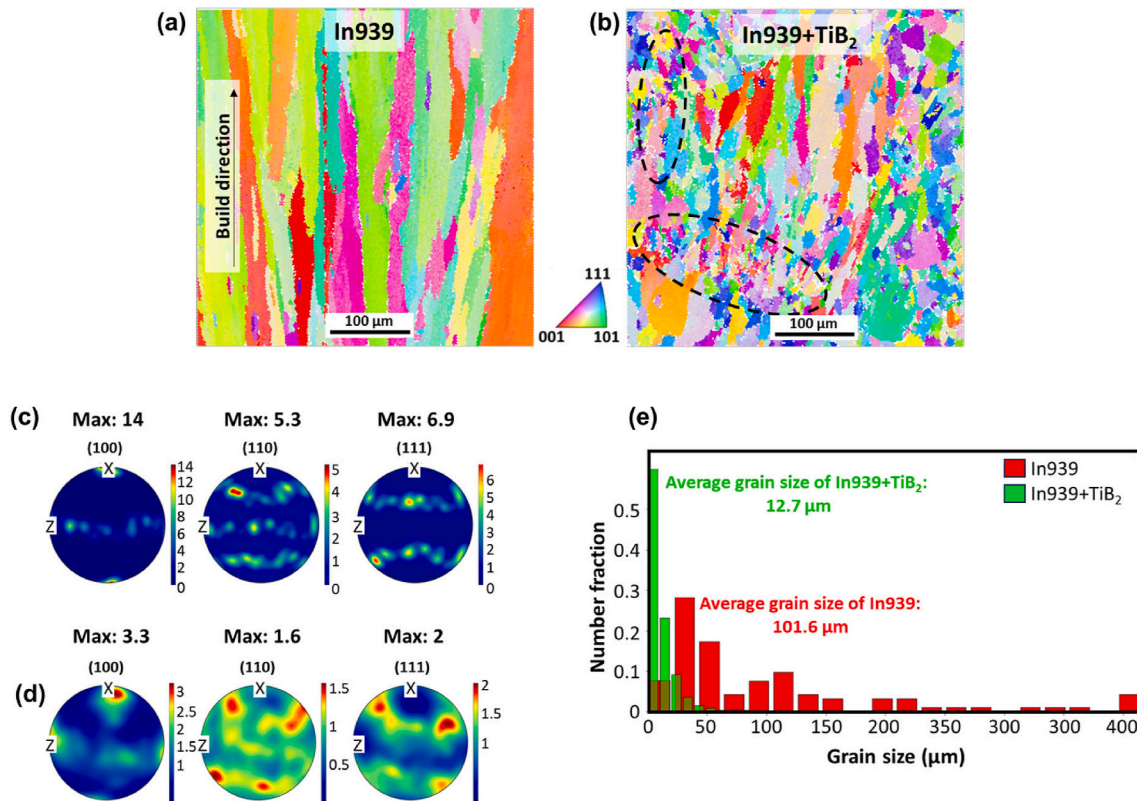 (a)
In939
Build direction
100 µm
(b)
In939+TiB₂
100 µm
111
001
101
(c)
Max: 14
Max: 5.3
Max: 6.9
(100)
(110)
(111)
X
X
X
Z
Z
Z
14
12
10
8
6
4
2
0
5
4
3
2
1
0
6
5
4
3
2
1
0
(d)
Max: 3.3
Max: 1.6
Max: 2
(100)
(110)
(111)
X
X
X
Z
Z
Z
3
2.5
2
1.5
1
1.5
1
0.5
2
1.5
1
(e)
In939
In939+TiB₂
Average grain size of In939+TiB₂:
12.7 µm
Average grain size of In939:
101.6 µm
Number fraction
0.5
0.4
0.3
0.2
0.1
0
0
50
100
150
200
250
300
300
400
Grain size (µm)